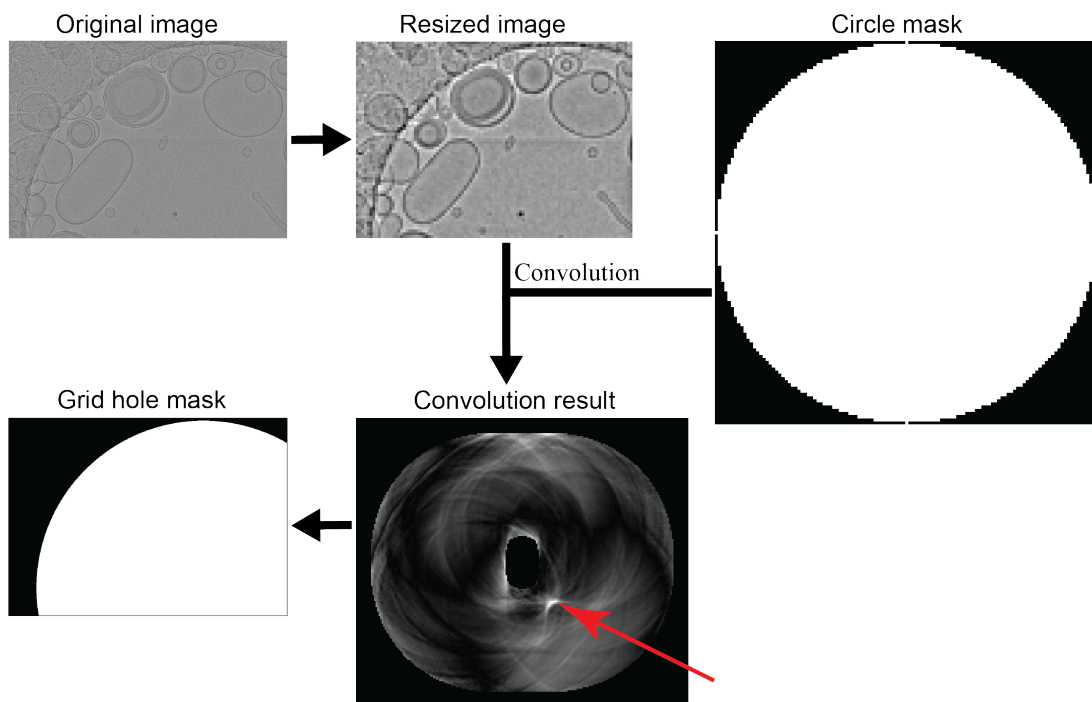 Original image
Resized image
Circle mask
Convolution
Grid hole mask
Convolution result